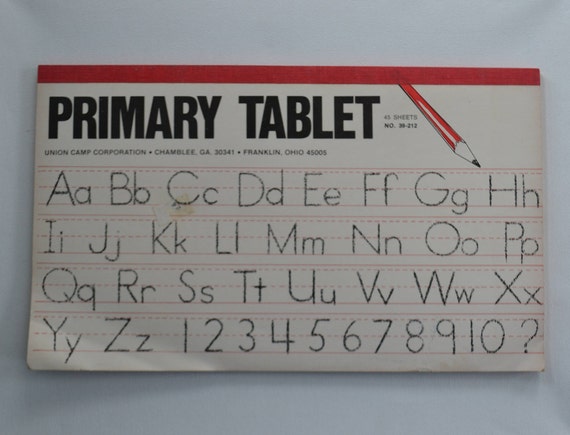 PRIMARY TABLET
45 SHEETS
NO. 36-212
UNION CAMP CORPORATION • CHAMBLEE, GA. 30341 • FRANKLIN, OHIO 45005
Aa Bb Cc Dd Ee Ff Gg Hh
Ii Jj Kk Ll Mm Nn Oo Pp
Qq Rr Ss Tt Uu Vv Ww Xx
Yy Zz 1 2 3 4 5 6 7 8 9 10 ?